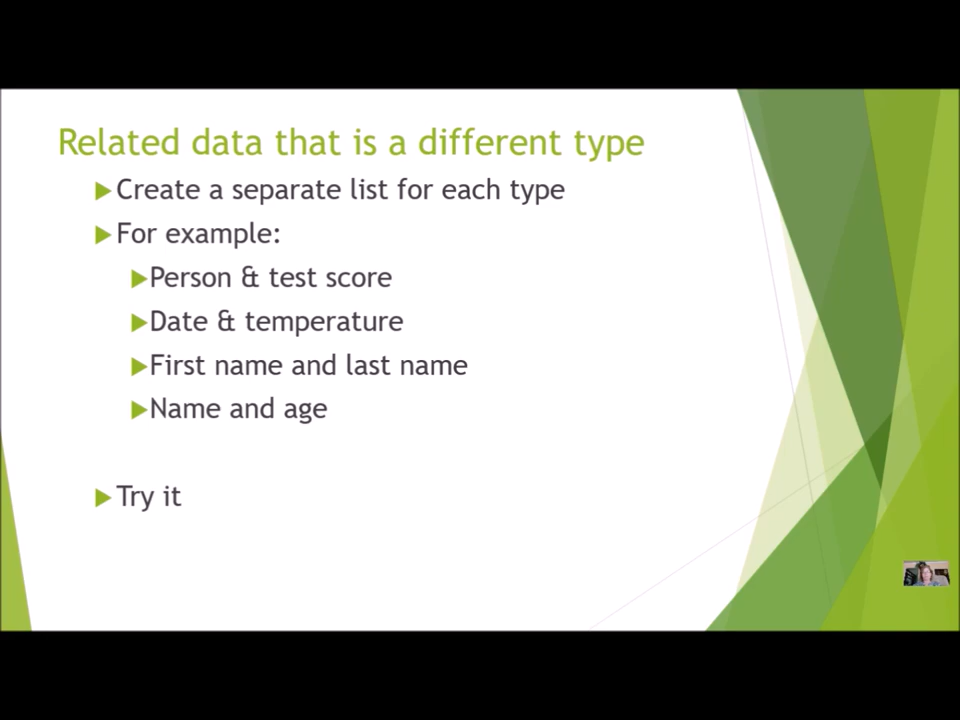 Related data that is a different type
Create a separate list for each type
For example:
Person & test score
Date & temperature
First name and last name
Name and age
Try it